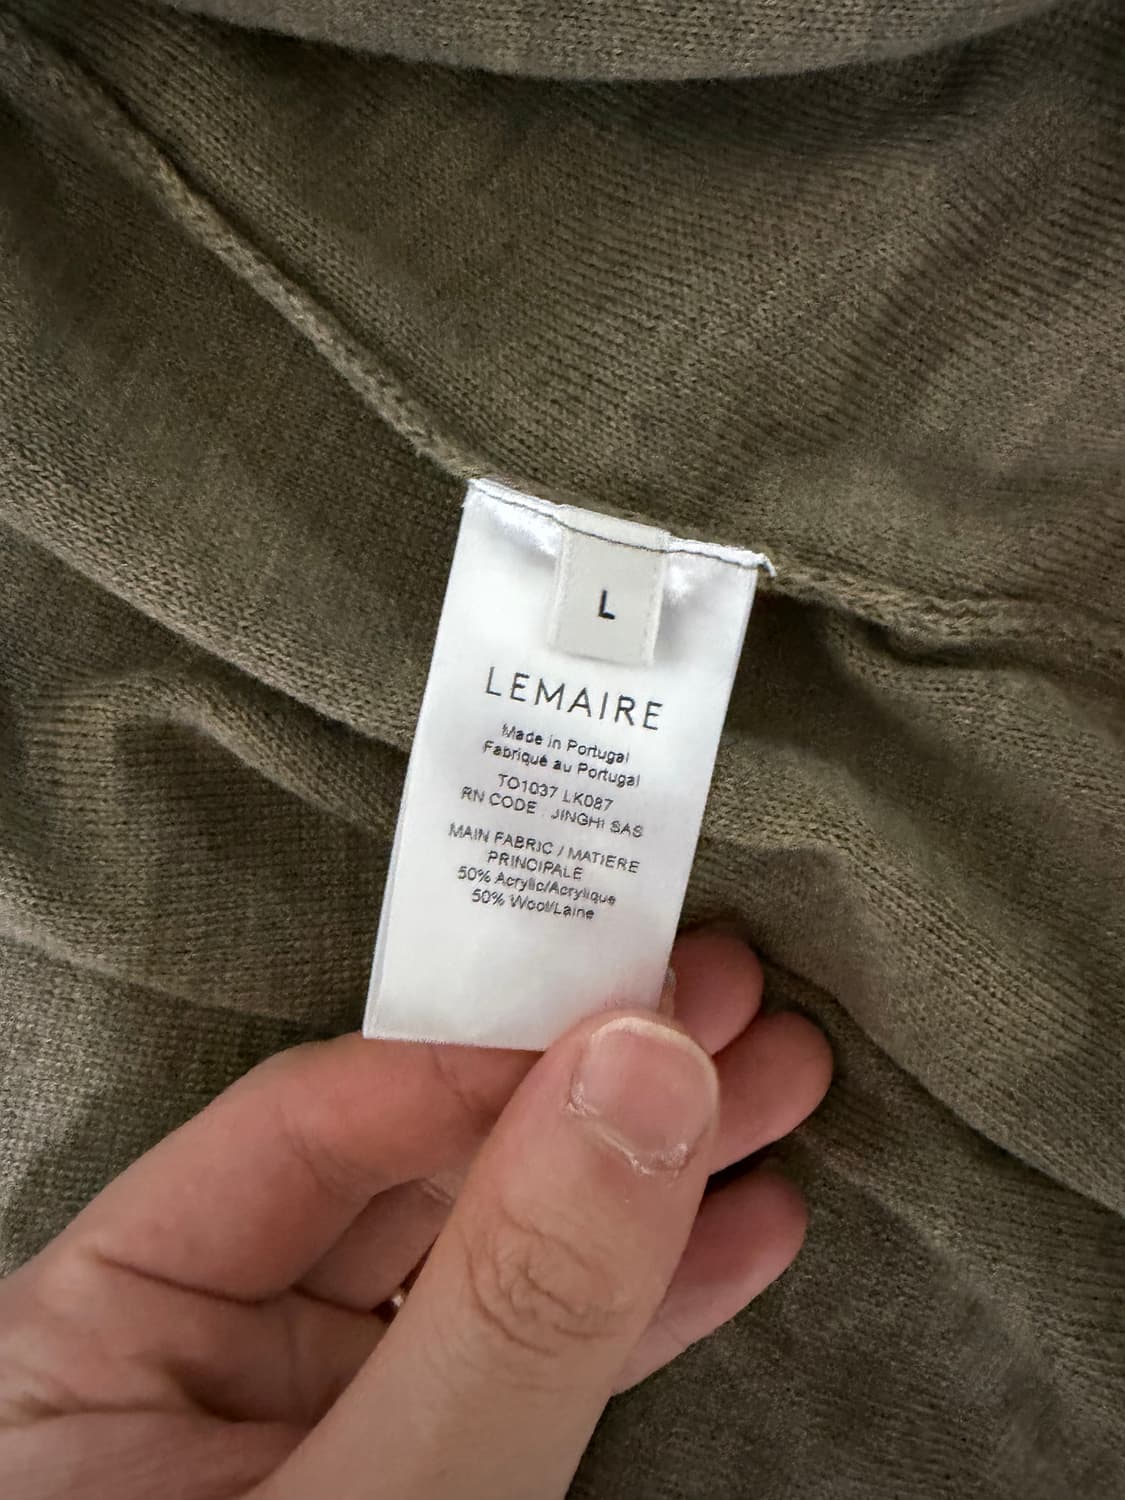 L
LEMAIRE
Made in Portugal
Fabriqué au Portugal
TO1037 LK087
RN CODE : JINGHI SAS
MAIN FABRIC / MATIERE
PRINCIPALE
50% Acrylic/Acrylique
50% Wool/Laine